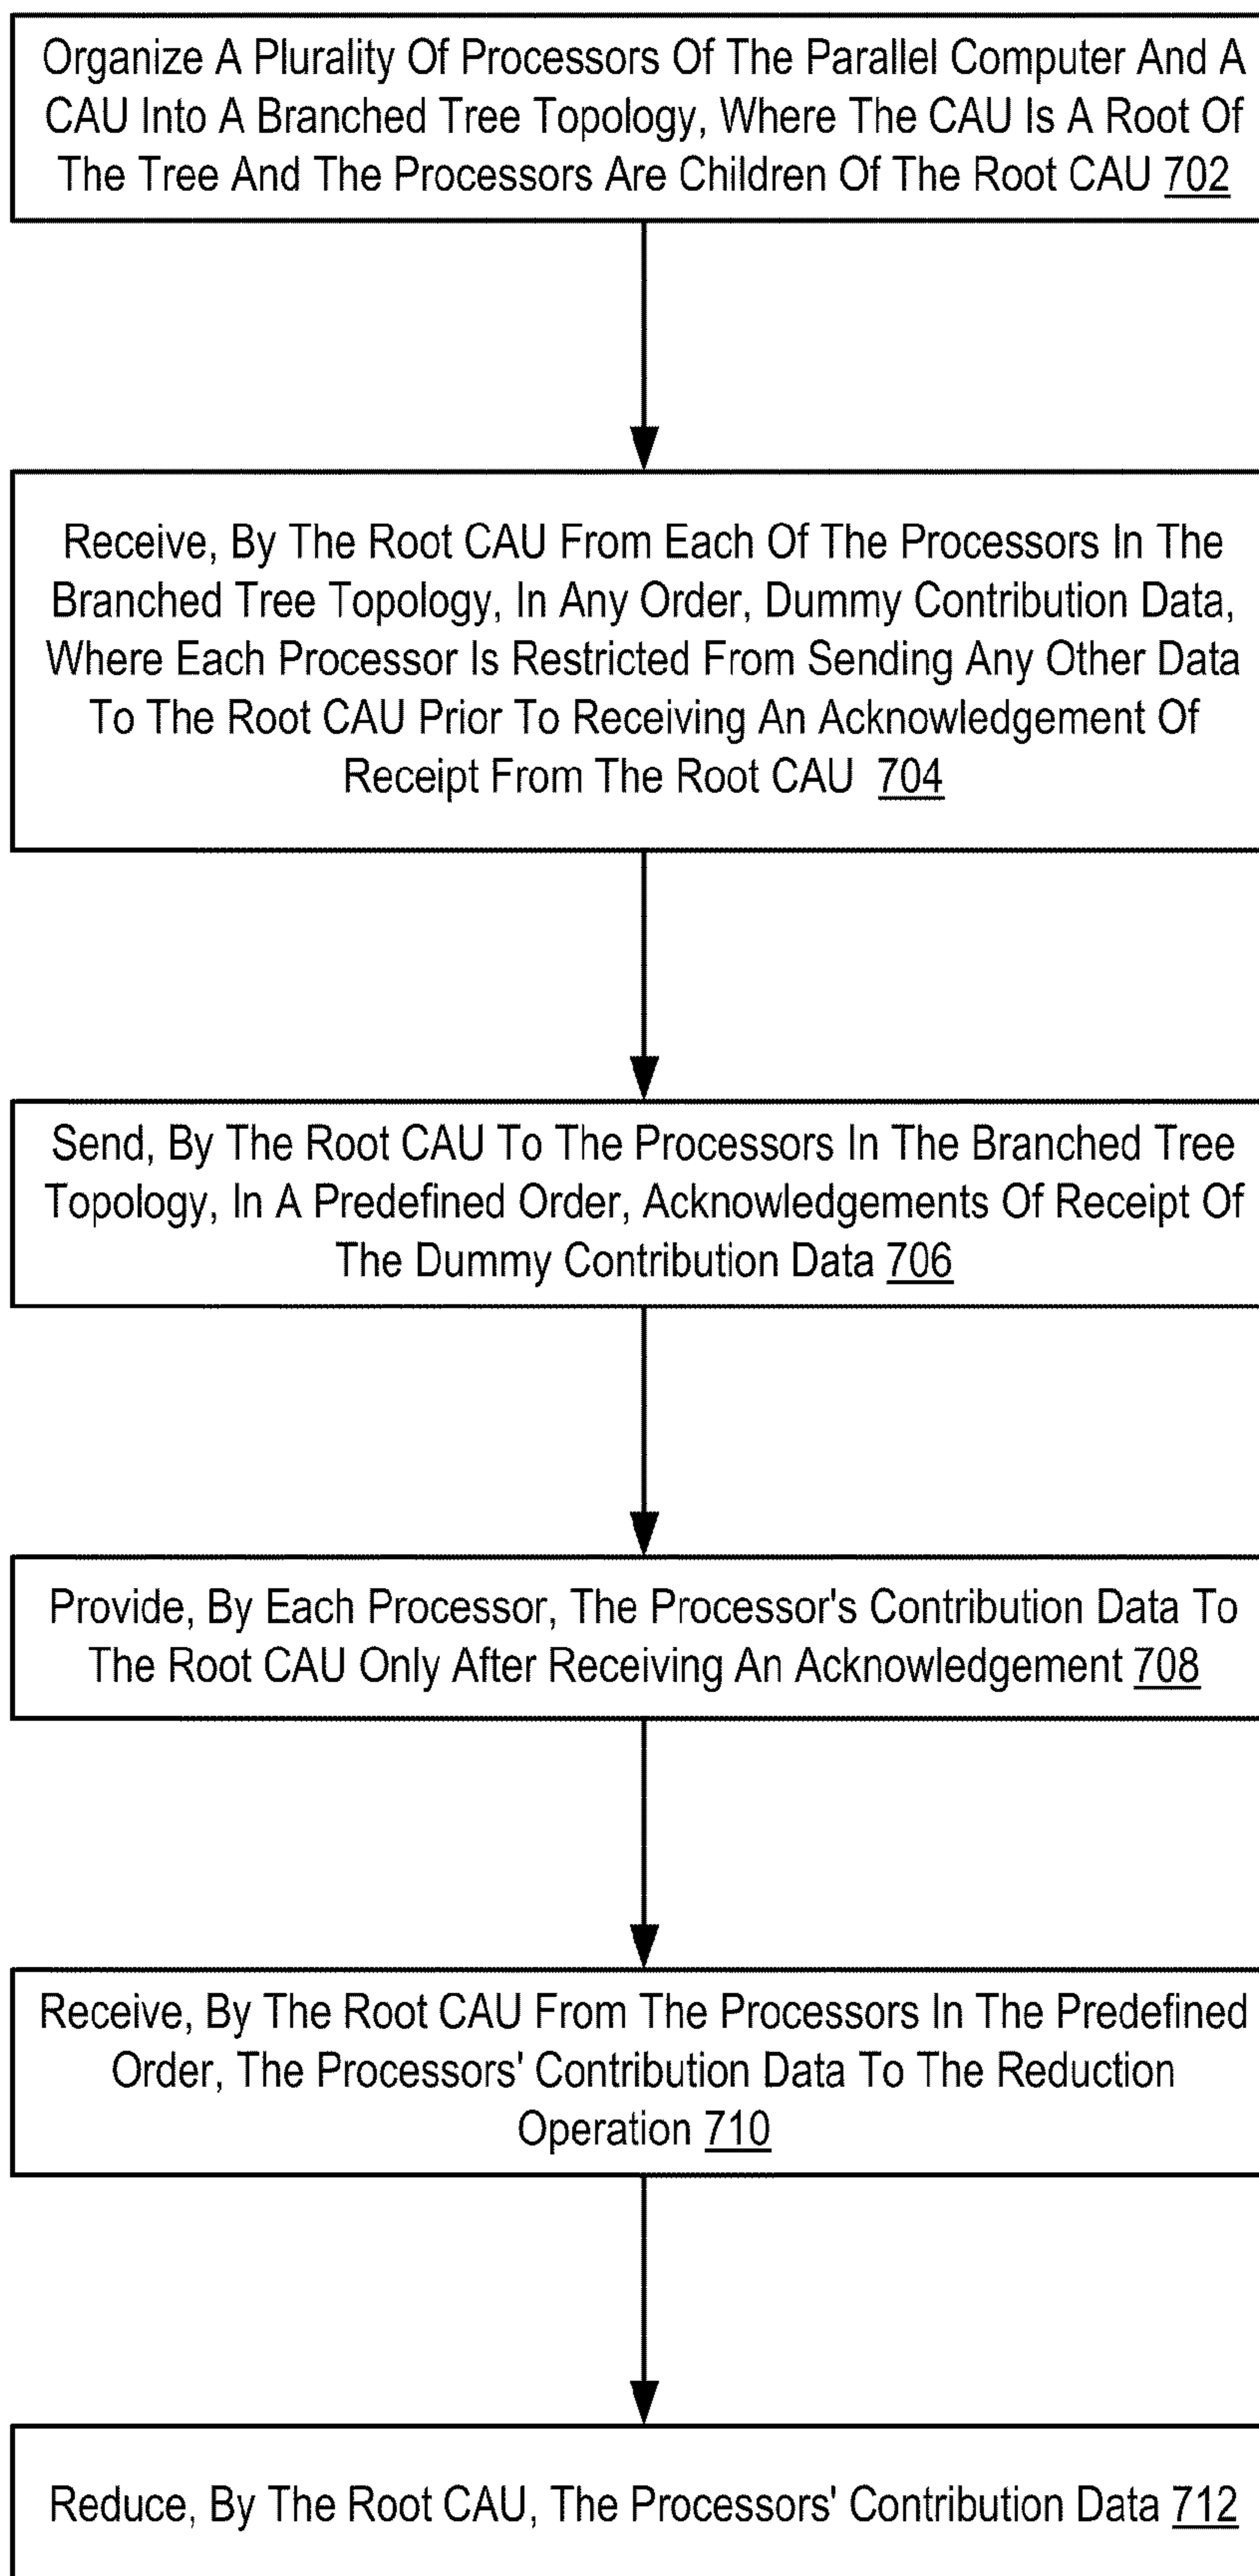 Organize A Plurality Of Processors Of The Parallel Computer And A
CAU Into A Branched Tree Topology, Where The CAU Is A Root Of
The Tree And The Processors Are Children Of The Root CAU 702
Receive, By The Root CAU From Each Of The Processors In The
Branched Tree Topology, In Any Order, Dummy Contribution Data,
Where Each Processor Is Restricted From Sending Any Other Data
To The Root CAU Prior To Receiving An Acknowledgement Of
Receipt From The Root CAU 704
Send, By The Root CAU To The Processors In The Branched Tree
Topology, In A Predefined Order, Acknowledgements Of Receipt Of
The Dummy Contribution Data 706
Provide, By Each Processor, The Processor's Contribution Data To
The Root CAU Only After Receiving An Acknowledgement 708
Receive, By The Root CAU From The Processors In The Predefined
Order, The Processors' Contribution Data To The Reduction
Operation 710
Reduce, By The Root CAU, The Processors' Contribution Data 712